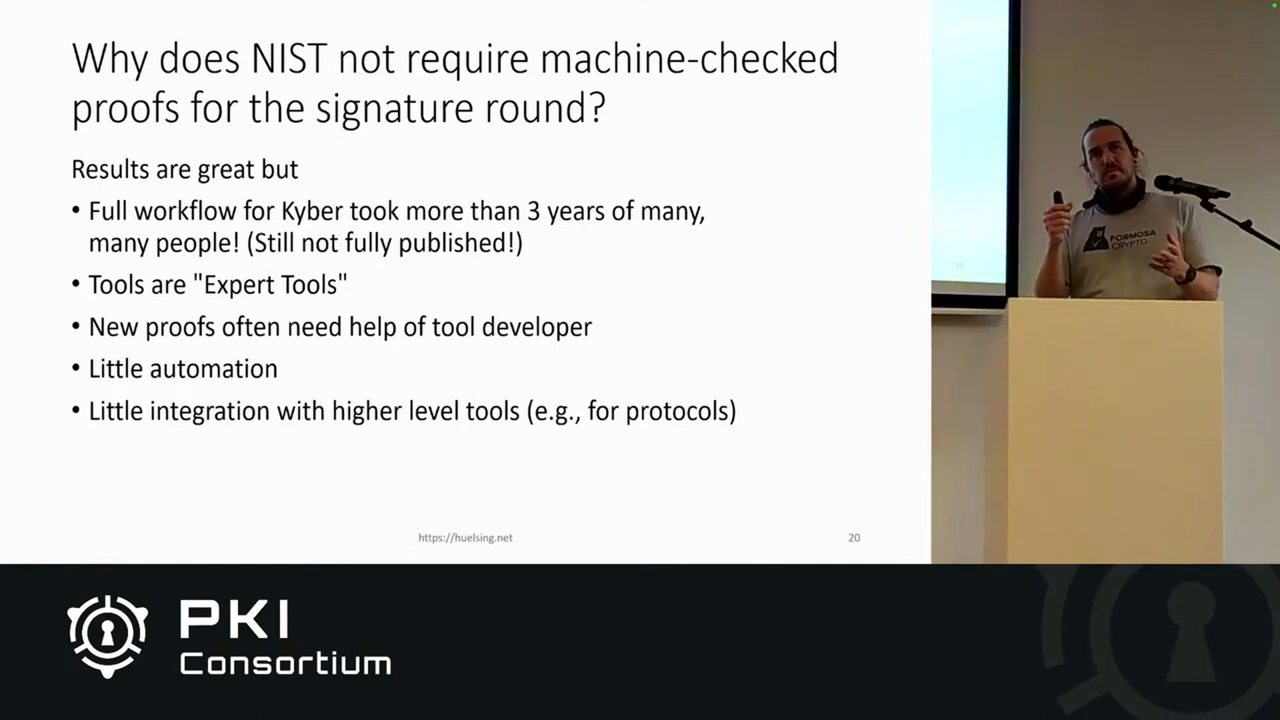 Why does NIST not require machine-checked
proofs for the signature round?
Results are great but
• Full workflow for Kyber took more than 3 years of many,
many people! (Still not fully published!)
• Tools are "Expert Tools"
• New proofs often need help of tool developer
• Little automation
• Little integration with higher level tools (e.g., for protocols)
https://huelsing.net
20
FORMOSA
CRYPTO
PKI
Consortium